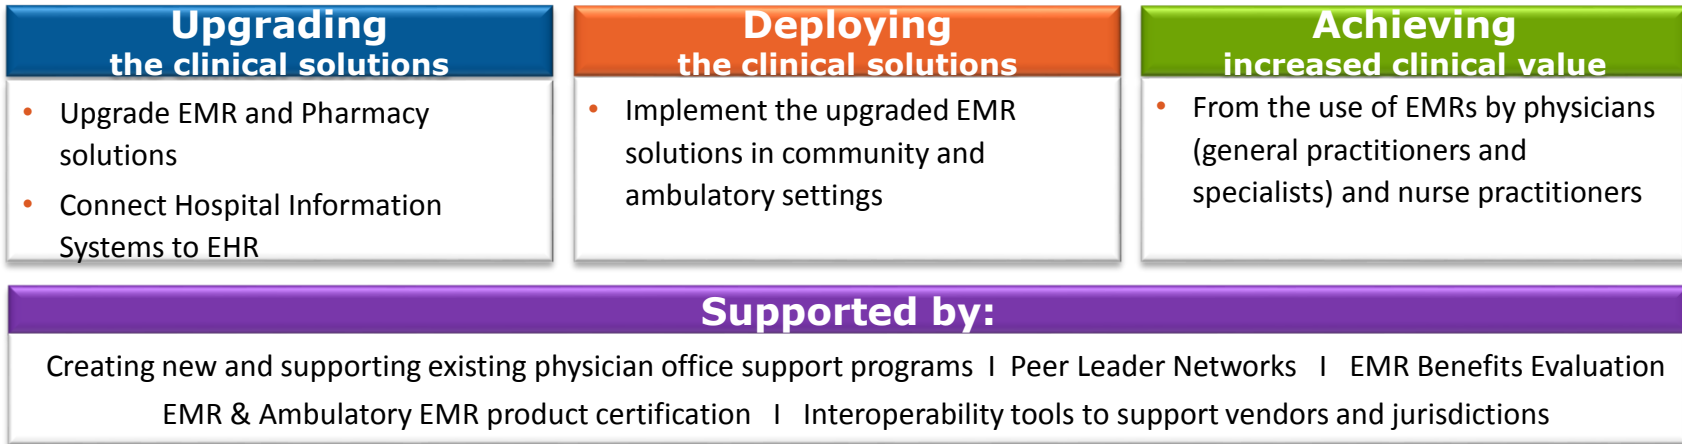 Upgrading
the clinical solutions
• Upgrade EMR and Pharmacy
solutions
• Connect Hospital Information
Systems to EHR
Deploying
the clinical solutions
• Implement the upgraded EMR
solutions in community and
ambulatory settings
Achieving
increased clinical value
• From the use of EMRs by physicians
(general practitioners and
specialists) and nurse practitioners
Supported by:
Creating new and supporting existing physician office support programs I Peer Leader Networks I EMR Benefits Evaluation
EMR & Ambulatory EMR product certification I Interoperability tools to support vendors and jurisdictions